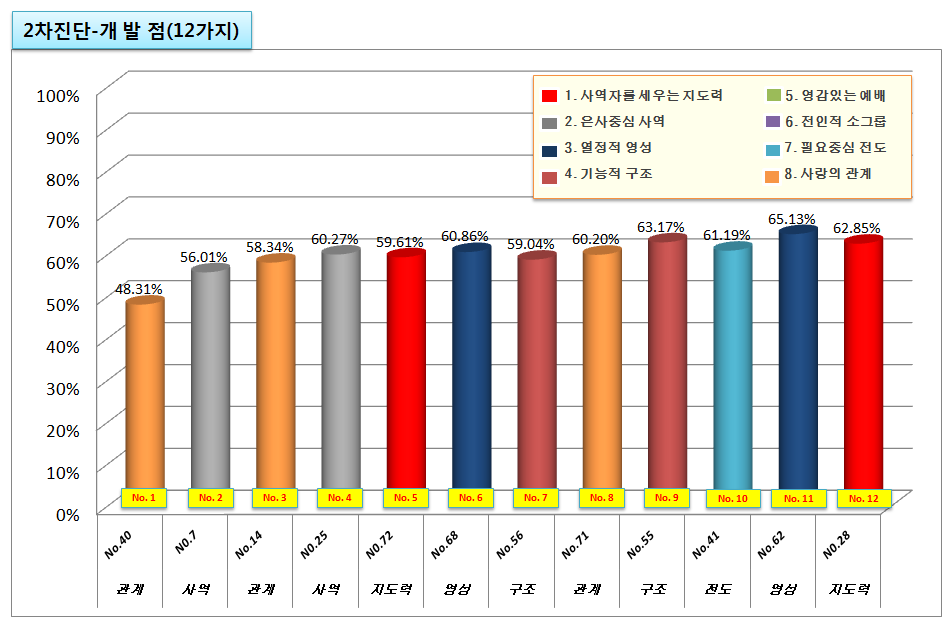 2차진단-개 발 점(12가지)
100%
90%
80%
70%
60%
50%
40%
30%
20%
10%
0%
1. 사역자를 세우는 지도력
2. 은사중심 사역
3. 열정적 영성
4. 기능적 구조
5. 영감있는 예배
6. 전인적 소그룹
7. 필요중심 전도
8. 사랑의 관계
48.31%
56.01%
58.34%
60.27%
59.61%
60.86%
59.04%
60.20%
63.17%
61.19%
65.13%
62.85%
No. 1
No. 2
No. 3
No. 4
No. 5
No. 6
No. 7
No. 8
No. 9
No. 10
No. 11
No. 12
No.40
N0.7
No.14
N0.25
N0.72
No.68
No.56
No.71
No.55
No.41
No.62
N0.28
관계
사역
관계
사역
지도력
영성
구조
관계
구조
전도
영성
지도력